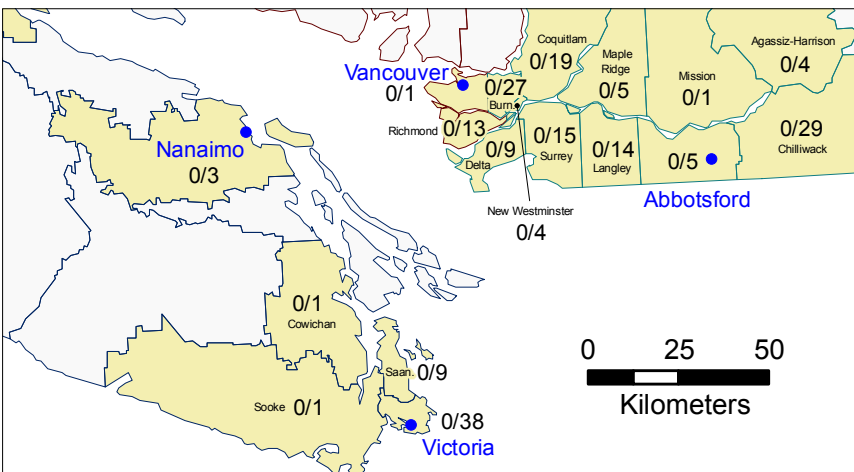 Coquitlam
0/19
Maple
Ridge
0/5
Agassiz-Harrison
0/4
Mission
0/1
Vancouver
0/1
0/27
Burn.
Richmond
0/13
Delta
0/9
0/15
Surrey
0/14
Langley
0/5
Abbotsford
0/29
Chilliwack
New Westminster
0/4
Nanaimo
0/3
0/1
Cowichan
Saan.
0/9
Sooke
0/1
0/38
Victoria
0 25 50
Kilometers